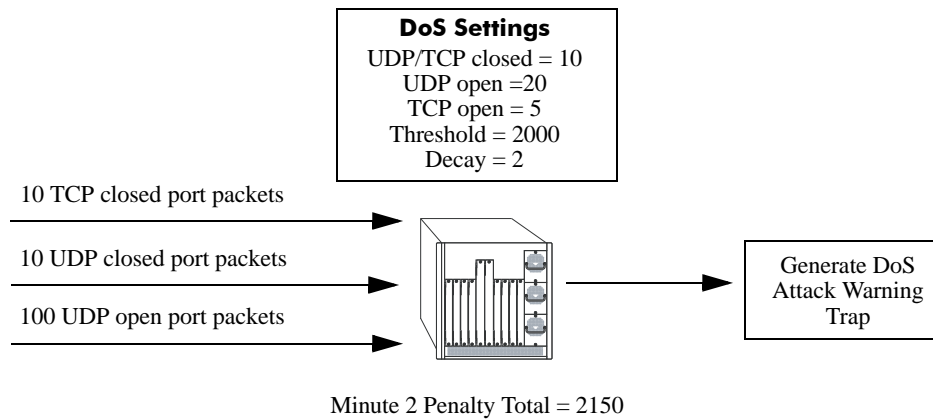 DoS Settings
UDP/TCP closed = 10
UDP open =20
TCP open = 5
Threshold = 2000
Decay = 2
10 TCP closed port packets
10 UDP closed port packets
100 UDP open port packets
Generate DoS
Attack Warning
Trap
Minute 2 Penalty Total = 2150